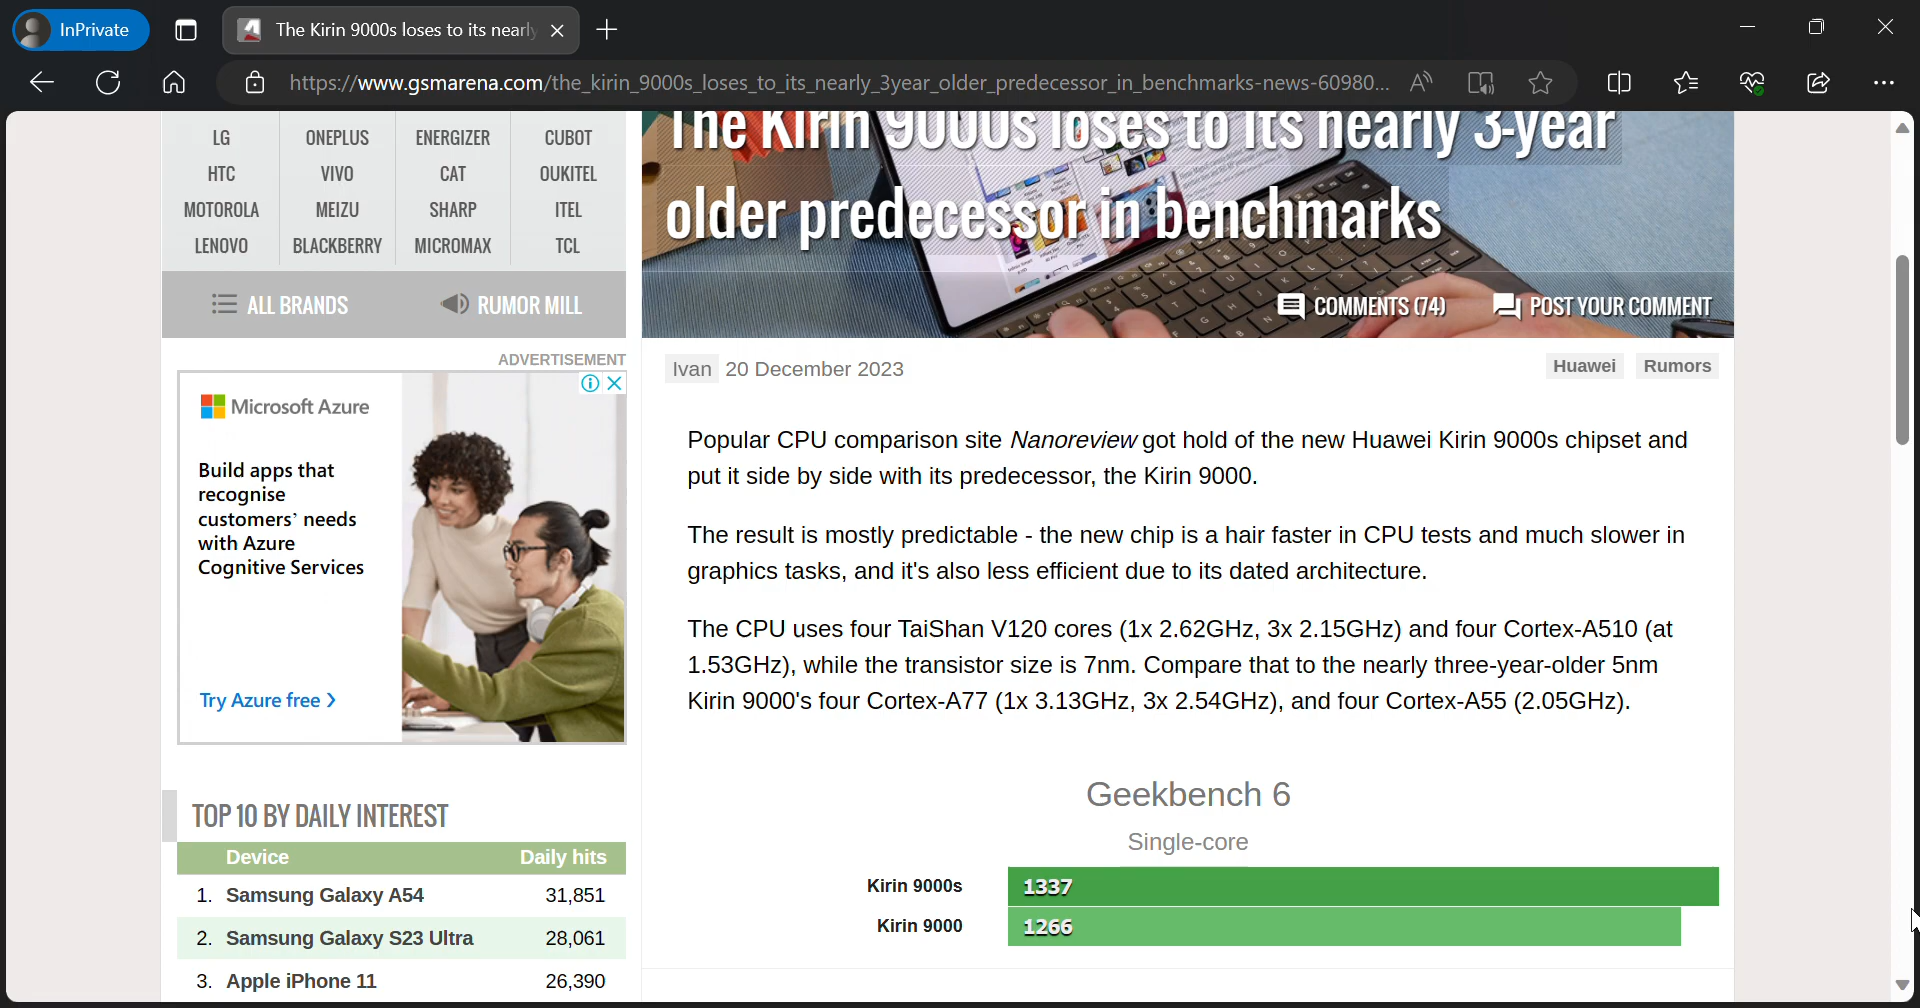 InPrivate
The Kirin 9000s loses to its nearly
https://www.gsmarena.com/the_kirin_9000s_loses_to_its_nearly_3year_older_predecessor_in_benchmarks-news-60980...
LG ONEPLUS ENERGIZER CUBOT
HTC VIVO CAT OUKITEL
MOTOROLA MEIZU SHARP ITEL
LENOVO BLACKBERRY MICROMAX TCL
ALL BRANDS RUMOR MILL
ADVERTISEMENT
Microsoft Azure
Build apps that
recognise
customers' needs
with Azure
Cognitive Services
Try Azure free ›
TOP 10 BY DAILY INTEREST
Device Daily hits
1. Samsung Galaxy A54 31,851
2. Samsung Galaxy S23 Ultra 28,061
3. Apple iPhone 11 26,390
The Kirin 9000s loses to its nearly 3-year
older predecessor in benchmarks
COMMENTS (74) POST YOUR COMMENT
Ivan 20 December 2023 Huawei Rumors
Popular CPU comparison site Nanoreview got hold of the new Huawei Kirin 9000s chipset and
put it side by side with its predecessor, the Kirin 9000.
The result is mostly predictable - the new chip is a hair faster in CPU tests and much slower in
graphics tasks, and it's also less efficient due to its dated architecture.
The CPU uses four TaiShan V120 cores (1x 2.62GHz, 3x 2.15GHz) and four Cortex-A510 (at
1.53GHz), while the transistor size is 7nm. Compare that to the nearly three-year-older 5nm
Kirin 9000's four Cortex-A77 (1x 3.13GHz, 3x 2.54GHz), and four Cortex-A55 (2.05GHz).
Geekbench 6
Single-core
Kirin 9000s 1337
Kirin 9000 1266